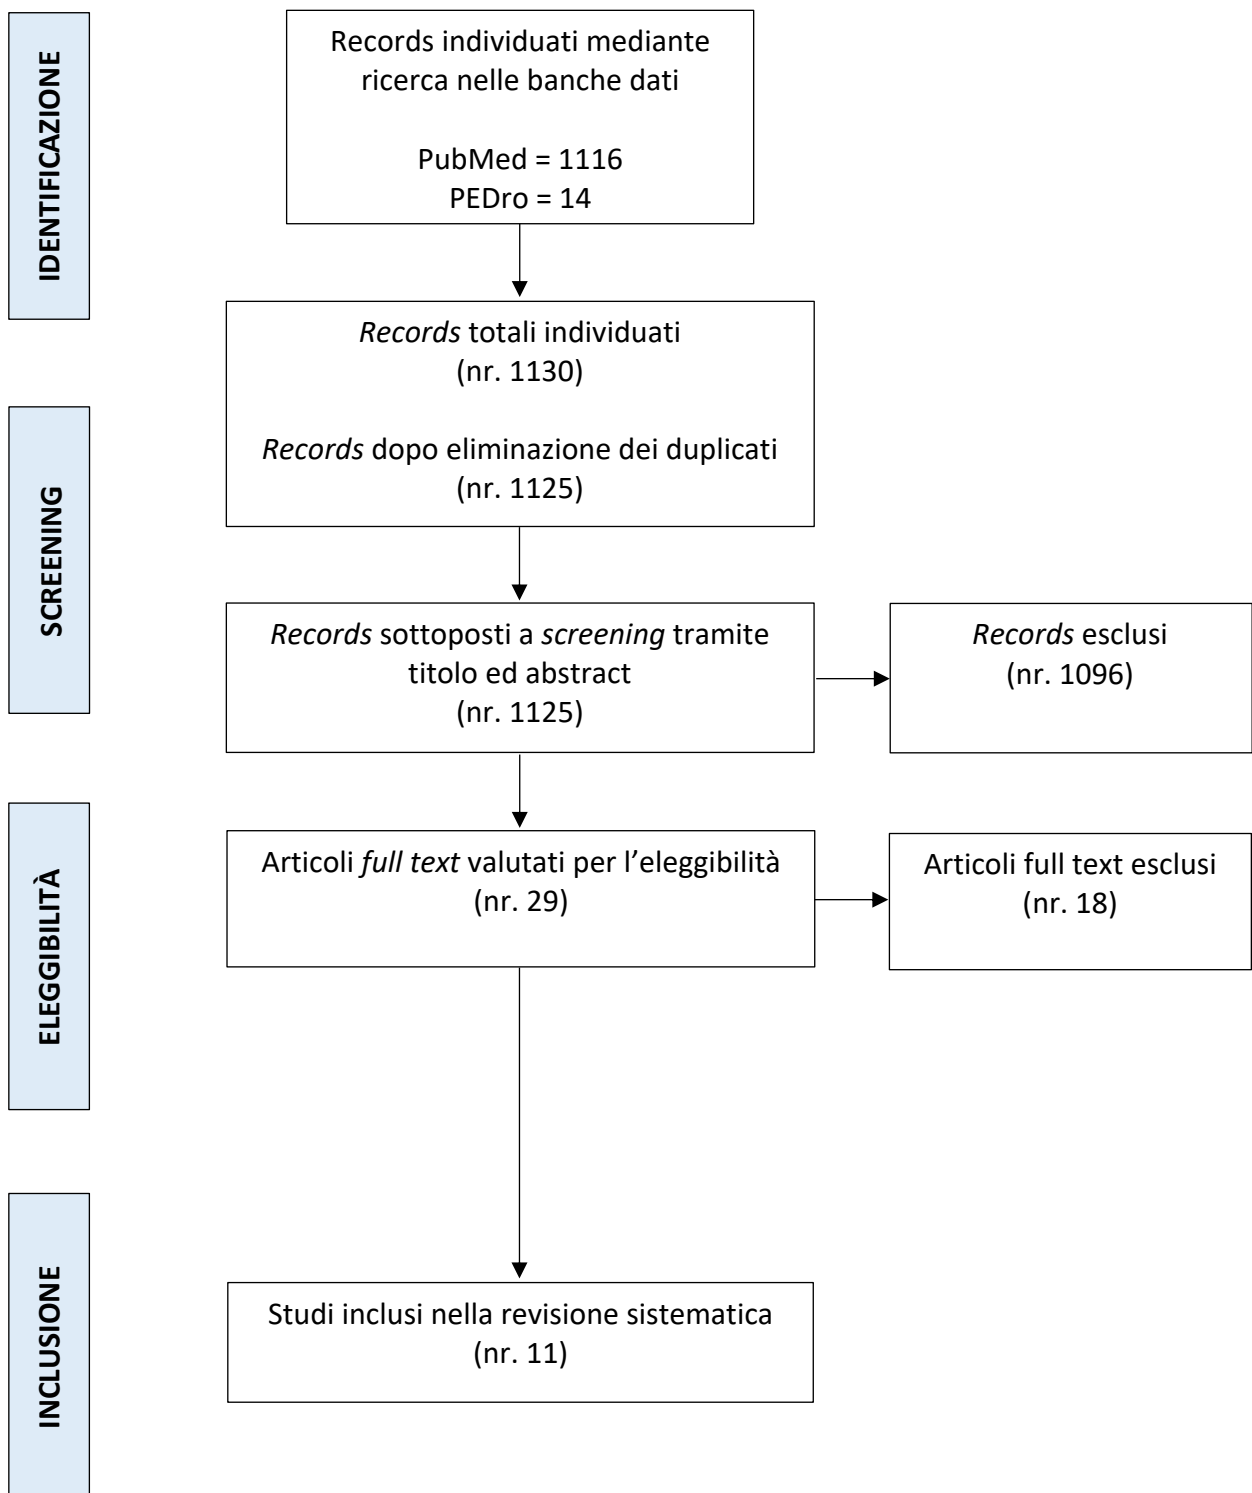 IDENTIFICAZIONE
Records individuati mediante
ricerca nelle banche dati
PubMed = 1116
PEDro = 14
Records totali individuati
(nr. 1130)
Records dopo eliminazione dei duplicati
(nr. 1125)
SCREENING
Records sottoposti a screening tramite
titolo ed abstract
(nr. 1125)
Records esclusi
(nr. 1096)
ELEGGIBILITÀ
Articoli full text valutati per l’eleggibilità
(nr. 29)
Articoli full text esclusi
(nr. 18)
INCLUSIONE
Studi inclusi nella revisione sistematica
(nr. 11)